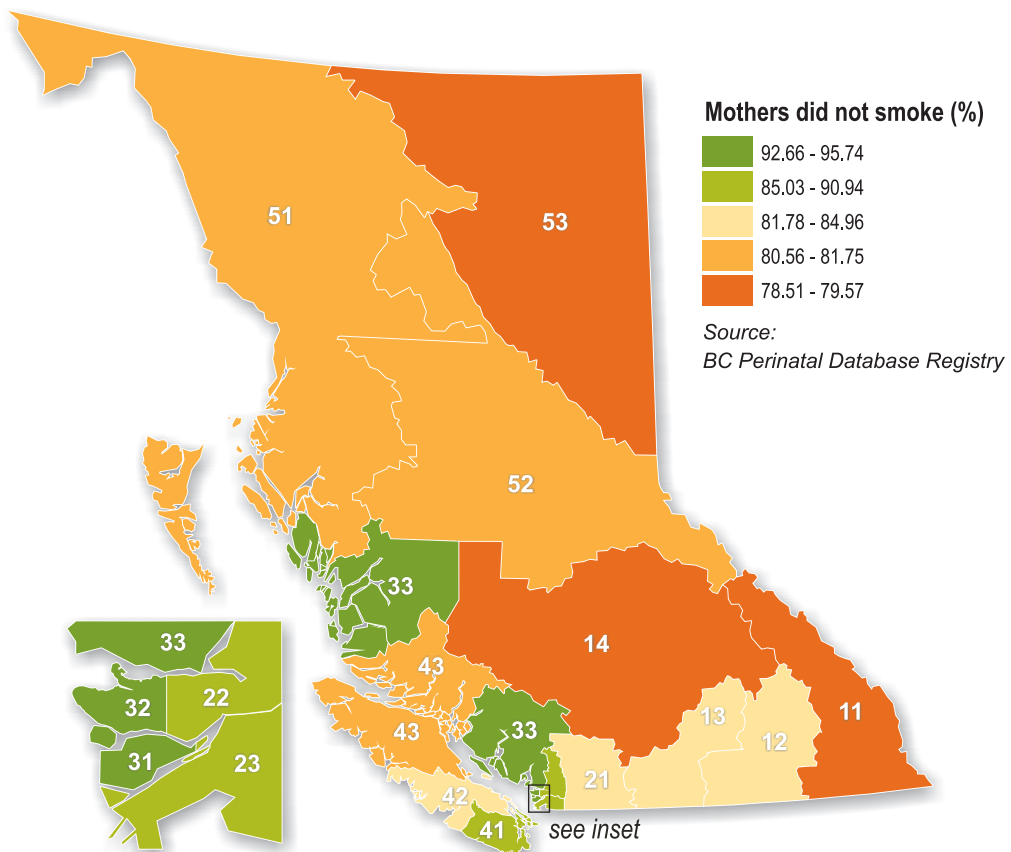 Mothers did not smoke (%)
92.66 - 95.74
85.03 - 90.94
81.78 - 84.96
80.56 - 81.75
78.51 - 79.57
Source:
BC Perinatal Database Registry
51
53
52
33
14
43
33
43
13
12
11
21
42
41
see inset
33
32
22
31
23